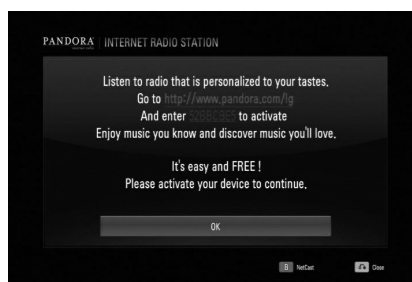 PANDORA INTERNET RADIO STATION
internet radio
Listen to radio that is personalized to your tastes.
Go to http://www.pandora.com/lg
And enter to activate
Enjoy music you know and discover music you'll love.
It's easy and FREE !
Please activate your device to continue.
OK
B NetCast Close